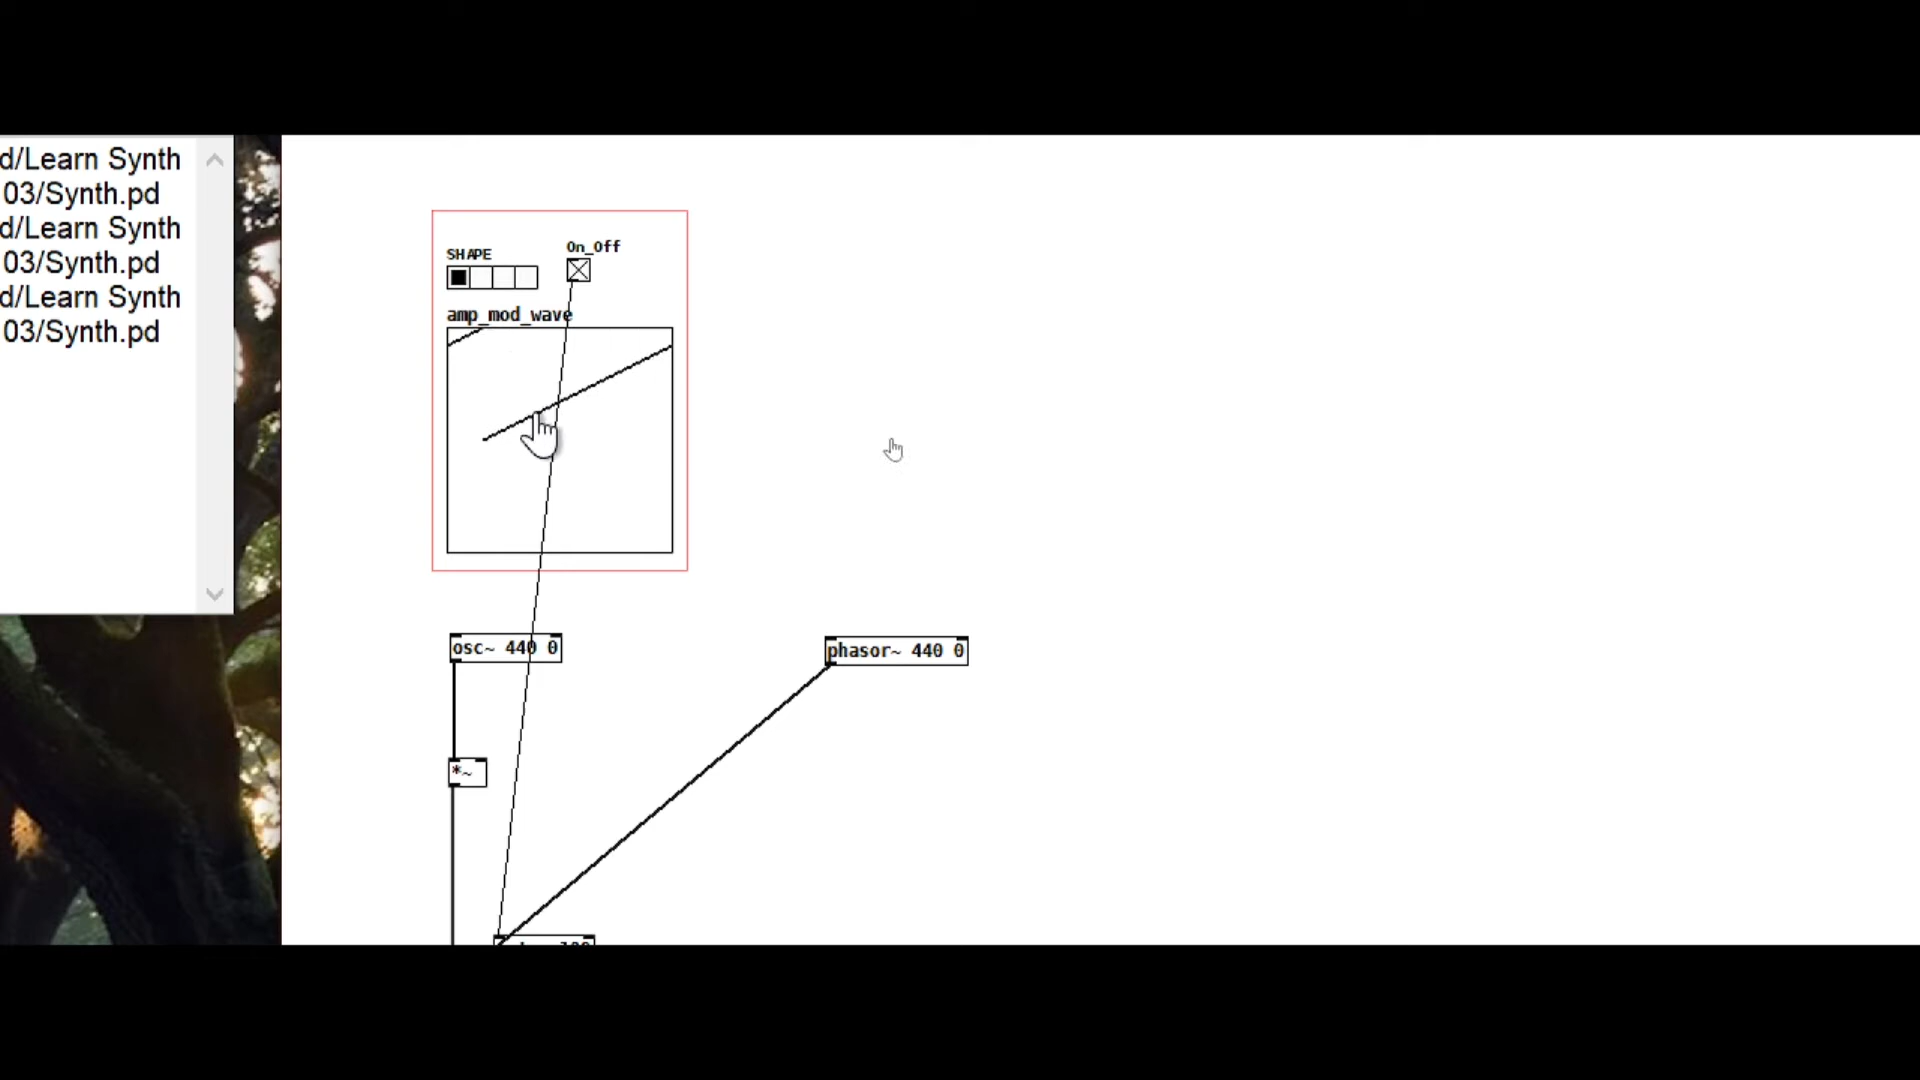 d/Learn Synth
03/Synth.pd
d/Learn Synth
03/Synth.pd
d/Learn Synth
03/Synth.pd
On_Off
SHAPE
amp_mod_wave
osc~ 440 0
phasor~ 440 0
*~